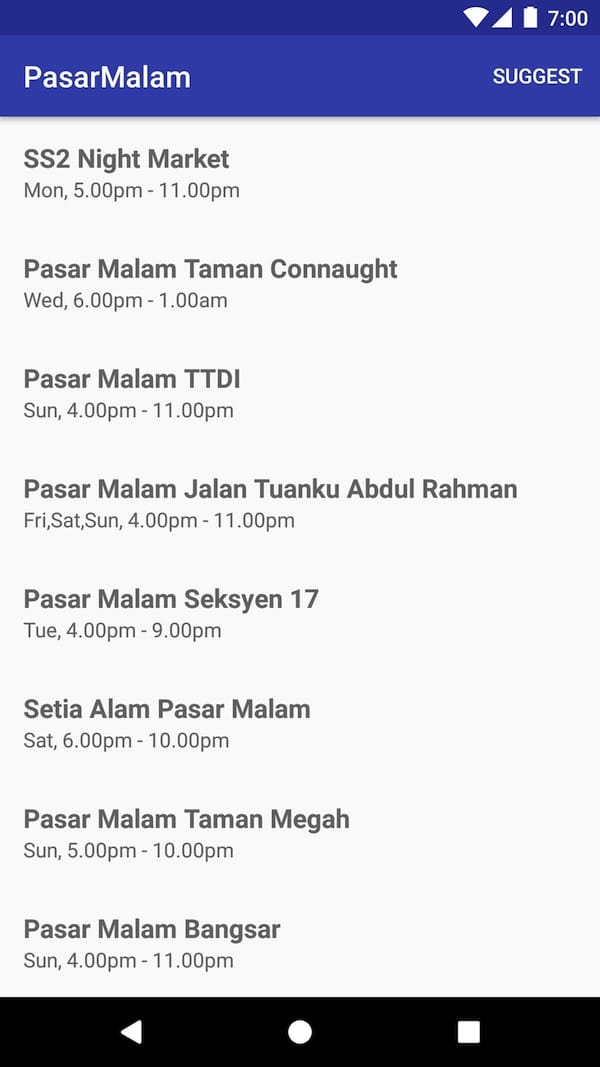 7:00
PasarMalam
SUGGEST
SS2 Night Market
Mon, 5.00pm - 11.00pm
Pasar Malam Taman Connaught
Wed, 6.00pm - 1.00am
Pasar Malam TTDI
Sun, 4.00pm - 11.00pm
Pasar Malam Jalan Tuanku Abdul Rahman
Fri,Sat,Sun, 4.00pm - 11.00pm
Pasar Malam Seksyen 17
Tue, 4.00pm - 9.00pm
Setia Alam Pasar Malam
Sat, 6.00pm - 10.00pm
Pasar Malam Taman Megah
Sun, 5.00pm - 10.00pm
Pasar Malam Bangsar
Sun, 4.00pm - 11.00pm